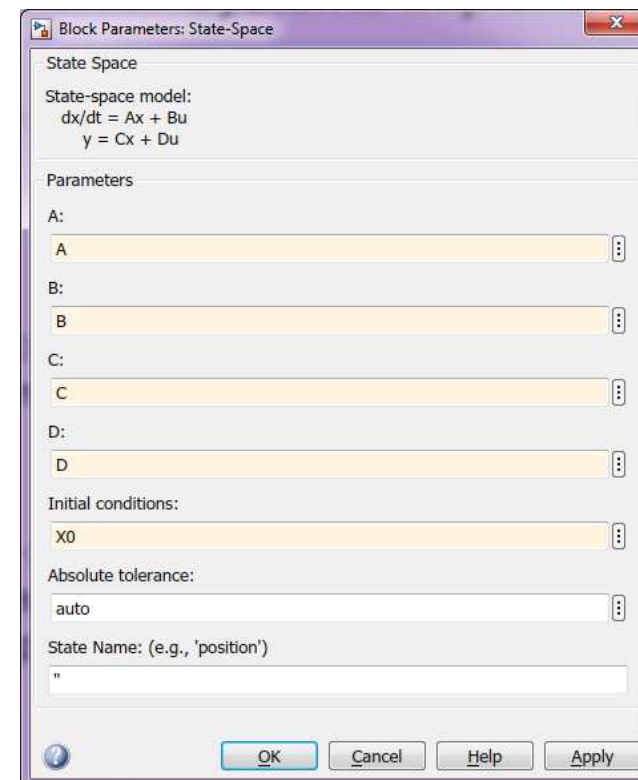 Block Parameters: State-Space
State Space
State-space model:
dx/dt = Ax + Bu
y = Cx + Du
Parameters
A:
A
B:
B
C:
C
D:
D
Initial conditions:
X0
Absolute tolerance:
auto
State Name: (e.g., 'position')
''
OK Cancel Help Apply